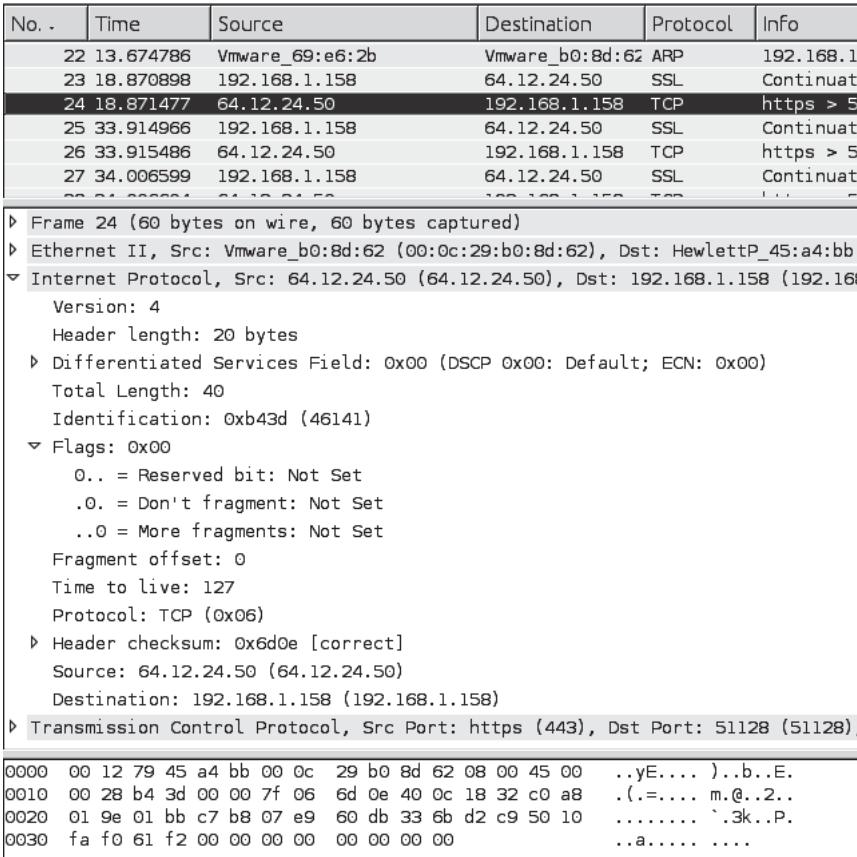 No. . Time Source Destination Protocol Info
22 13.674786 Vmware_69:e6:2b Vmware_b0:8d:62 ARP 192.168.1
23 18.870898 192.168.1.158 64.12.24.50 SSL Continuat
24 18.871477 64.12.24.50 192.168.1.158 TCP https > 5
25 33.914966 192.168.1.158 64.12.24.50 SSL Continuat
26 33.915486 64.12.24.50 192.168.1.158 TCP https > 5
27 34.006599 192.168.1.158 64.12.24.50 SSL Continuat
Frame 24 (60 bytes on wire, 60 bytes captured)
Ethernet II, Src: Vmware_b0:8d:62 (00:0c:29:b0:8d:62), Dst: HewlettP_45:a4:bb
Internet Protocol, Src: 64.12.24.50 (64.12.24.50), Dst: 192.168.1.158 (192.168
Version: 4
Header length: 20 bytes
Differentiated Services Field: 0x00 (DSCP 0x00: Default; ECN: 0x00)
Total Length: 40
Identification: 0xb43d (46141)
Flags: 0x00
0.. = Reserved bit: Not Set
.0. = Don't fragment: Not Set
..0 = More fragments: Not Set
Fragment offset: 0
Time to live: 127
Protocol: TCP (0x06)
Header checksum: 0x6d0e [correct]
Source: 64.12.24.50 (64.12.24.50)
Destination: 192.168.1.158 (192.168.1.158)
Transmission Control Protocol, Src Port: https (443), Dst Port: 51128 (51128),
0000 00 12 79 45 a4 bb 00 0c 29 b0 8d 62 08 00 45 00 ..yE.... )..b..E.
0010 00 28 b4 3d 00 00 7f 06 6d 0e 40 0c 18 32 c0 a8 .(.=.... m.@..2..
0020 01 9e 01 bb c7 b8 07 e9 60 db 33 6b d2 c9 50 10 ........ `.3k..P.
0030 fa f0 61 f2 00 00 00 00 00 00 00 00 ..a..... ....